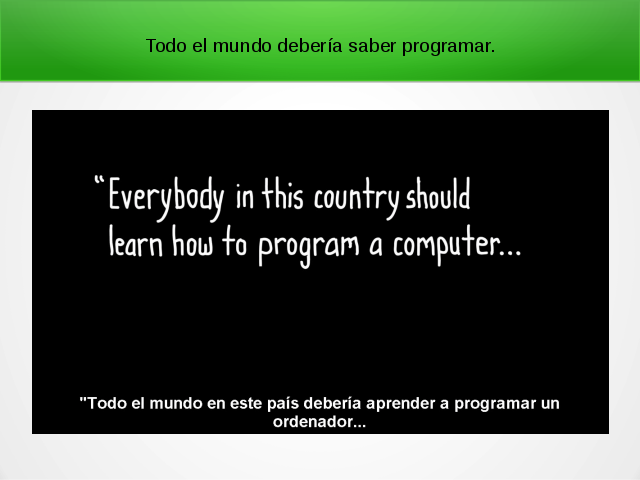 Todo el mundo debería saber programar.
“Everybody in this country should
learn how to program a computer...
"Todo el mundo en este país debería aprender a programar un
ordenador...